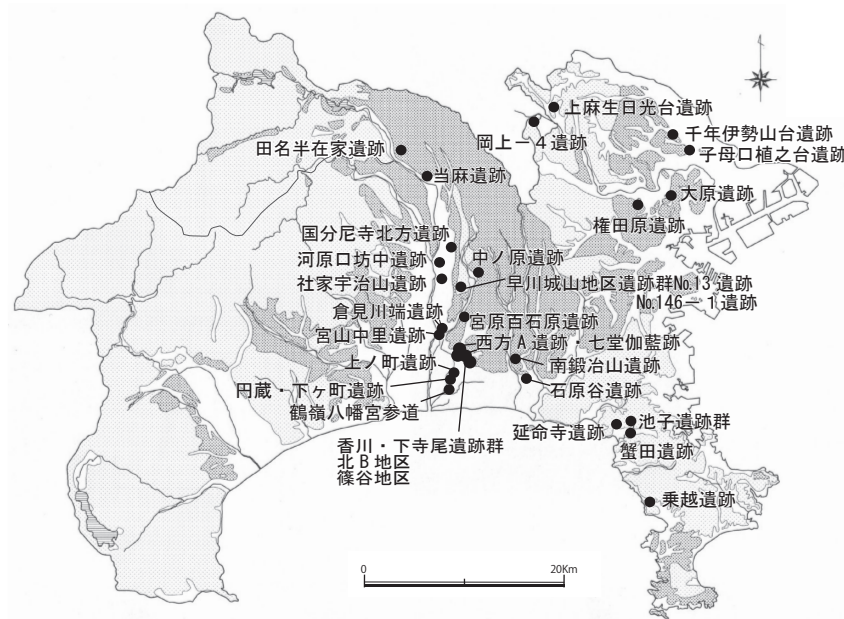 上麻生日光台遺跡
千年伊勢山台遺跡
岡上－４遺跡
子母口植之台遺跡
田名半在家遺跡
当麻遺跡
大原遺跡
権田原遺跡
国分尼寺北方遺跡
中ノ原遺跡
河原口坊中遺跡
社家宇治山遺跡
早川城山地区遺跡群No.13 遺跡
No.146－１遺跡
倉見川端遺跡
宮原百石原遺跡
宮山中里遺跡
西方Ａ遺跡・七堂伽藍跡
上ノ町遺跡
南鍛冶山遺跡
円蔵・下ヶ町遺跡
石原谷遺跡
鶴嶺八幡宮参道
池子遺跡群
延命寺遺跡
蟹田遺跡
香川・下寺尾遺跡群
北Ｂ地区
篠谷地区
乗越遺跡
0
20Km